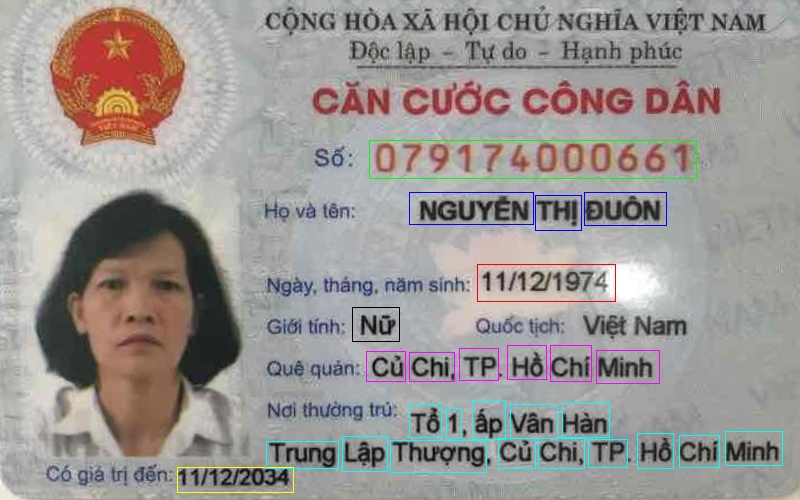 CỘNG HÒA XÃ HỘI CHỦ NGHĨA VIỆT NAM
Độc lập – Tự do – Hạnh phúc
CĂN CƯỚC CÔNG DÂN
Số: 079174000661
Họ và tên: NGUYỄN THỊ ĐUÔN
Ngày, tháng, năm sinh: 11/12/1974
Giới tính: Nữ Quốc tịch: Việt Nam
Quê quán: Củ Chi, TP. Hồ Chí Minh
Nơi thường trú: Tổ 1, ấp Vân Hàn
Trung Lập Thượng, Củ Chi, TP. Hồ Chí Minh
Có giá trị đến: 11/12/2034